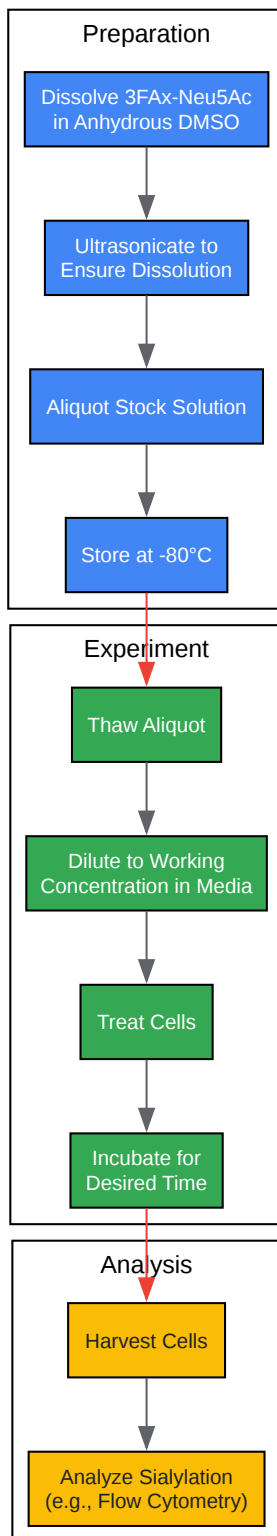 Preparation
Dissolve 3FAx-Neu5Ac
in Anhydrous DMSO
Ultrasonicate to
Ensure Dissolution
Aliquot Stock Solution
Store at -80°C
Experiment
Thaw Aliquot
Dilute to Working
Concentration in Media
Treat Cells
Incubate for
Desired Time
Analysis
Harvest Cells
Analyze Sialylation
(e.g., Flow Cytometry)